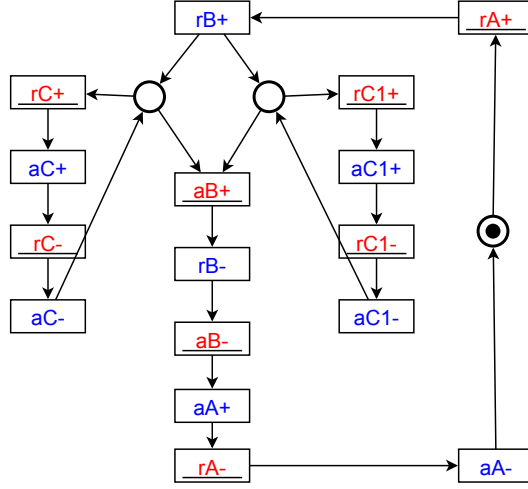 rB+ rA+
rC+ rC1+
aC+ aC1+
aB+
rC- rB- rC1-
aC- aC1-
aB-
aA+
rA- aA-